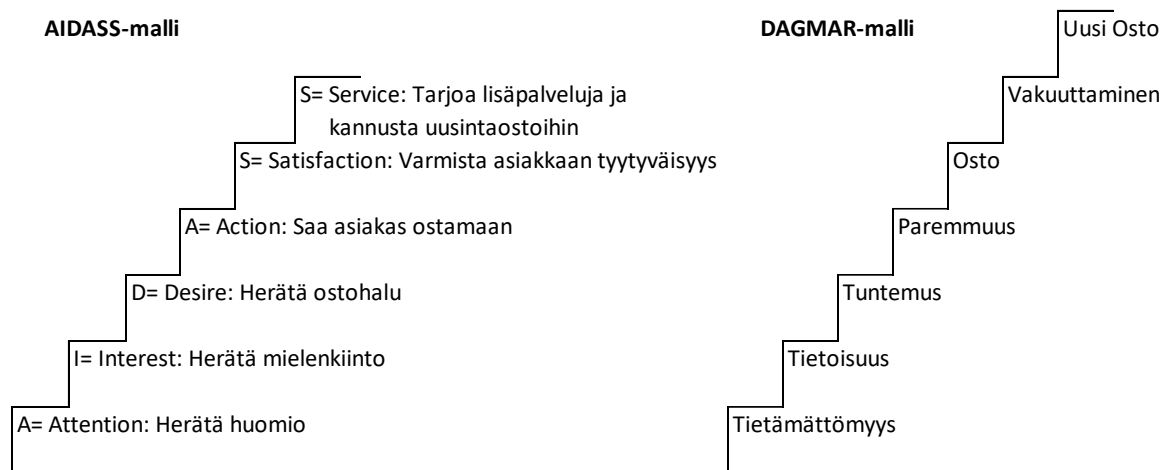 AIDASS-malli
S= Service: Tarjoa lisäpalveluja ja
kannusta uusintaostoihin
S= Satisfaction: Varmista asiakkaan tyytyväisyys
A= Action: Saa asiakas ostamaan
D= Desire: Herätä ostohalu
I= Interest: Herätä mielenkiinto
A= Attention: Herätä huomio
DAGMAR-malli
Uusi Osto
Vakuuttaminen
Osto
Paremmuus
Tuntemus
Tietoisuus
Tietämättömyys